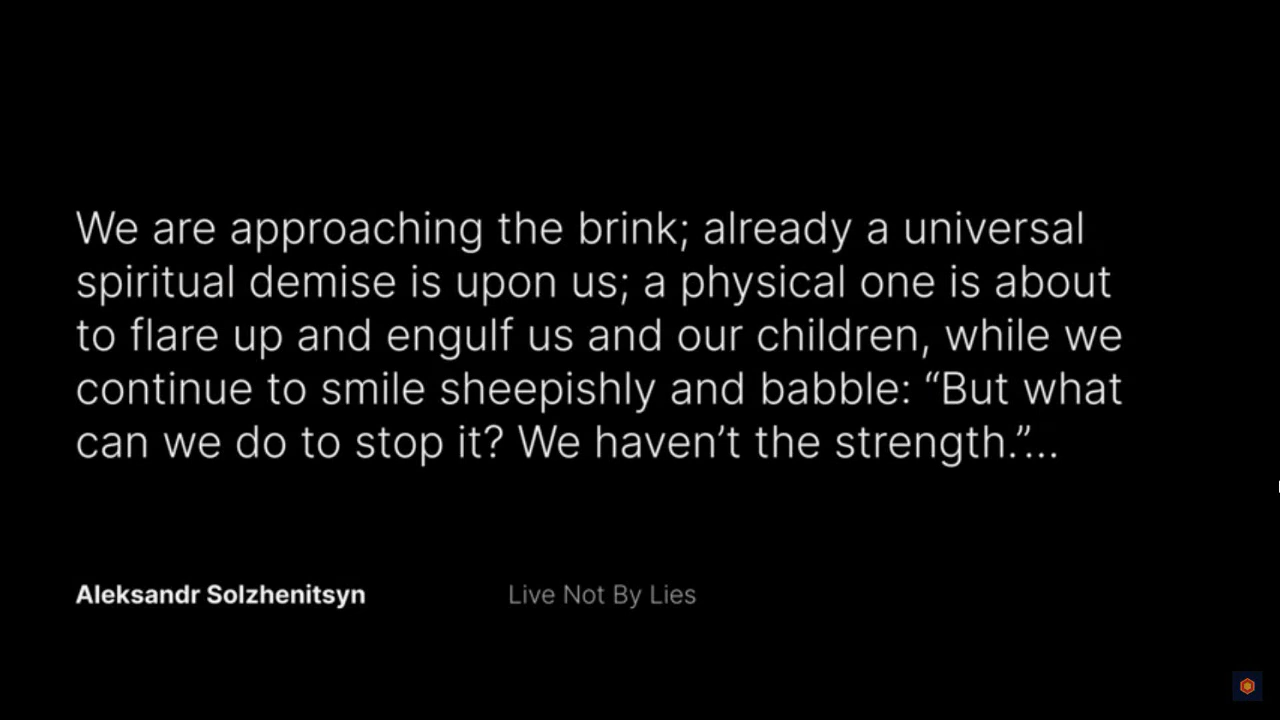 We are approaching the brink; already a universal
spiritual demise is upon us; a physical one is about
to flare up and engulf us and our children, while we
continue to smile sheepishly and babble: “But what
can we do to stop it? We haven’t the strength.”...
Aleksandr Solzhenitsyn
Live Not By Lies